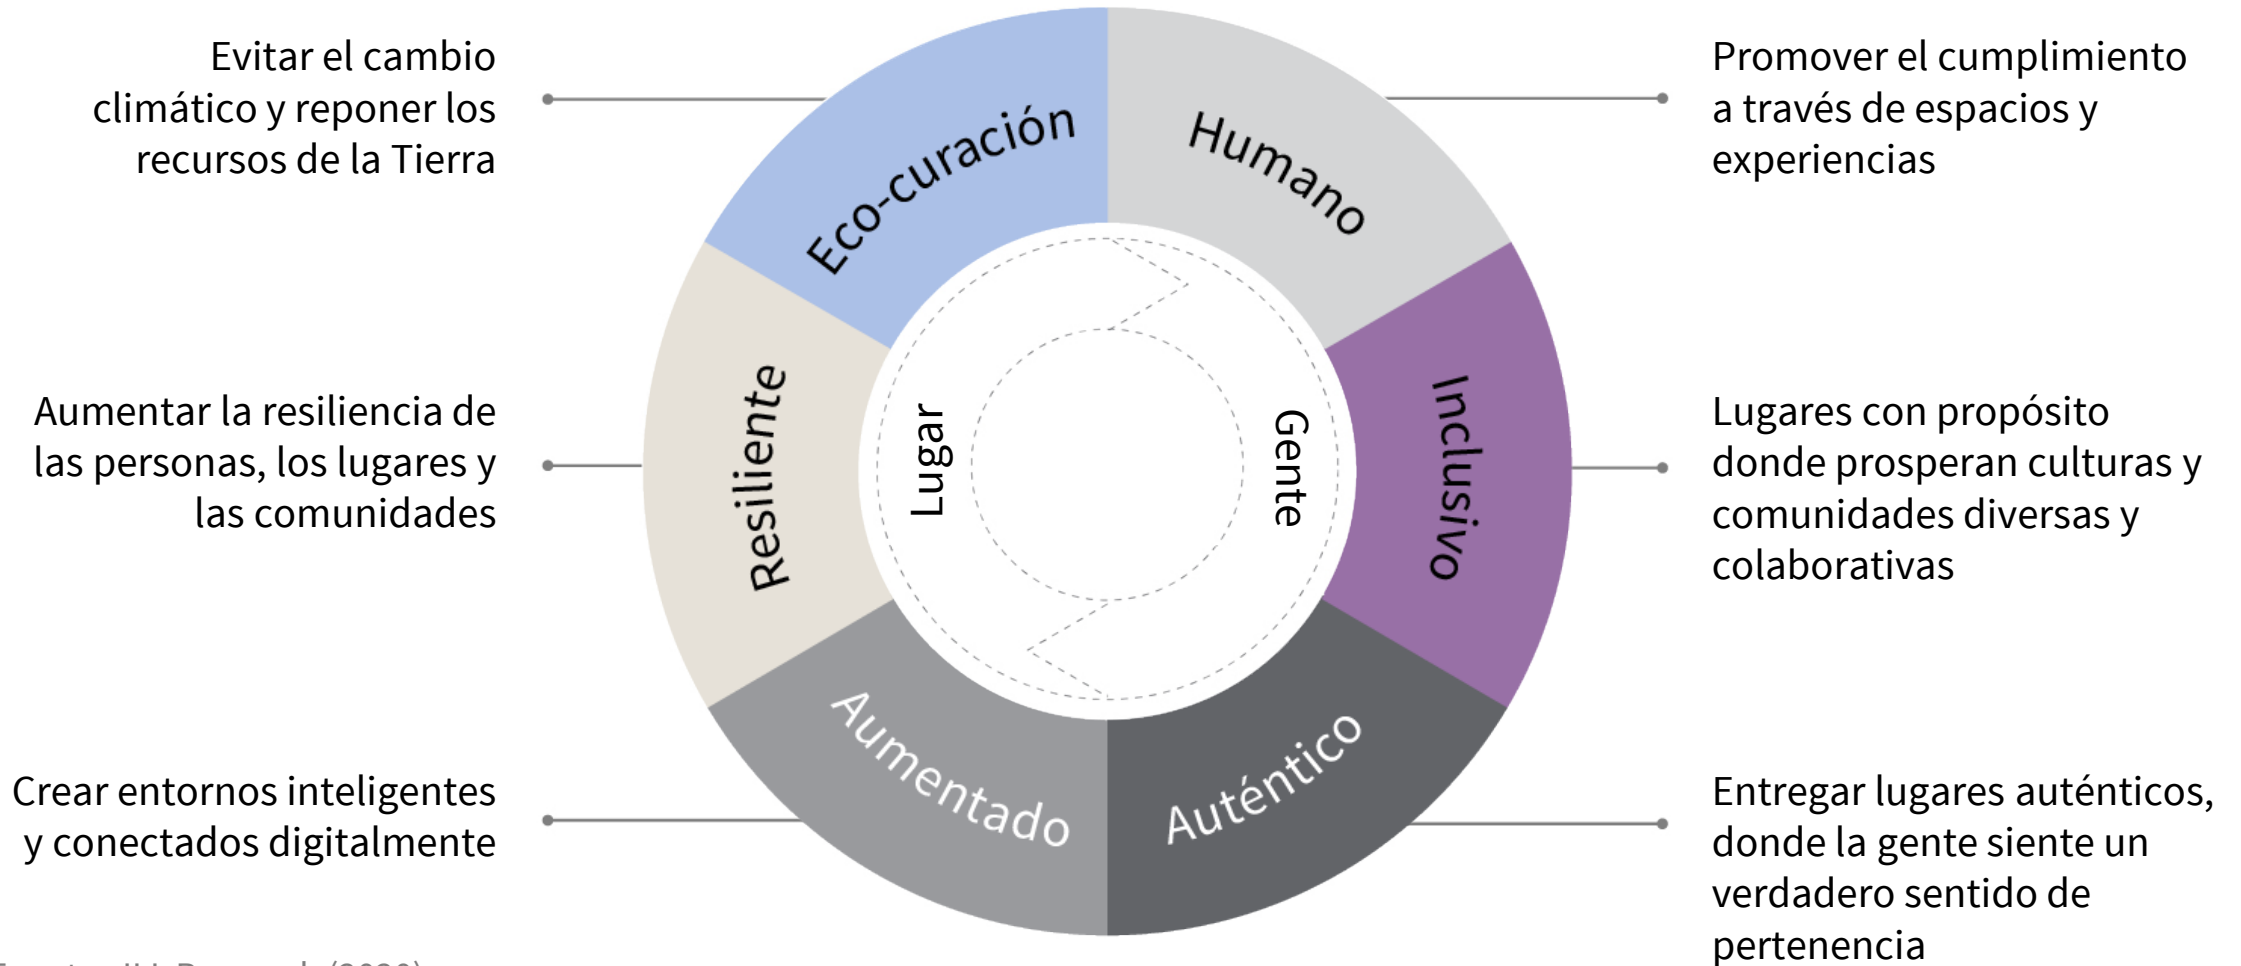 Evitar el cambio
climático y reponer los
recursos de la Tierra
Aumentar la resiliencia de
las personas, los lugares y
las comunidades
Crear entornos inteligentes
y conectados digitalmente
Eco-curación
Humano
Resiliente
Lugar
Gente
Inclusivo
Aumentado
Auténtico
Promover el cumplimiento
a través de espacios y
experiencias
Lugares con propósito
donde prosperan culturas y
comunidades diversas y
colaborativas
Entregar lugares auténticos,
donde la gente siente un
verdadero sentido de
pertenencia